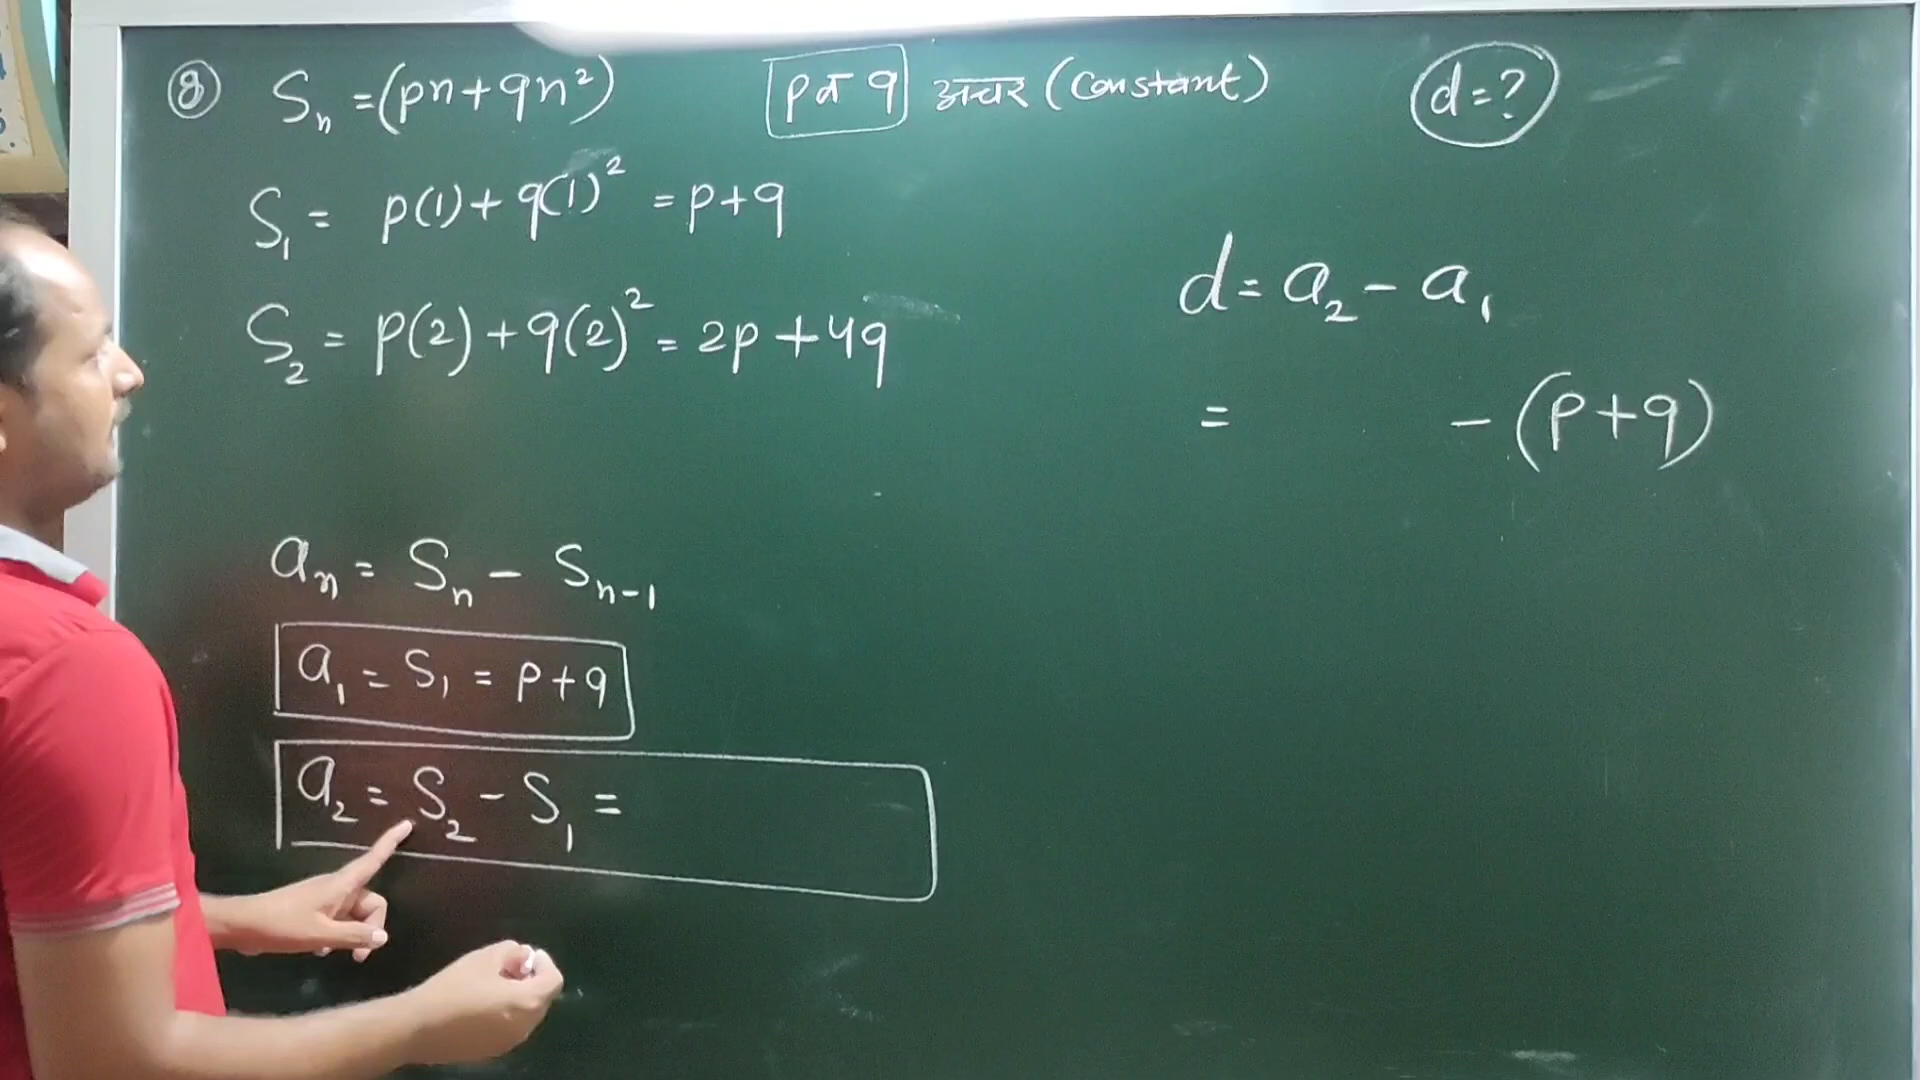 ⑧ Sₙ = (pn + qn²) p व q अचर (Constant) d = ?
S₁ = p(1) + q(1)² = p + q
S₂ = p(2) + q(2)² = 2p + 4q
d = a₂ - a₁
= - (p + q)
aₙ = Sₙ - Sₙ₋₁
a₁ = S₁ = p + q
a₂ = S₂ - S₁ =